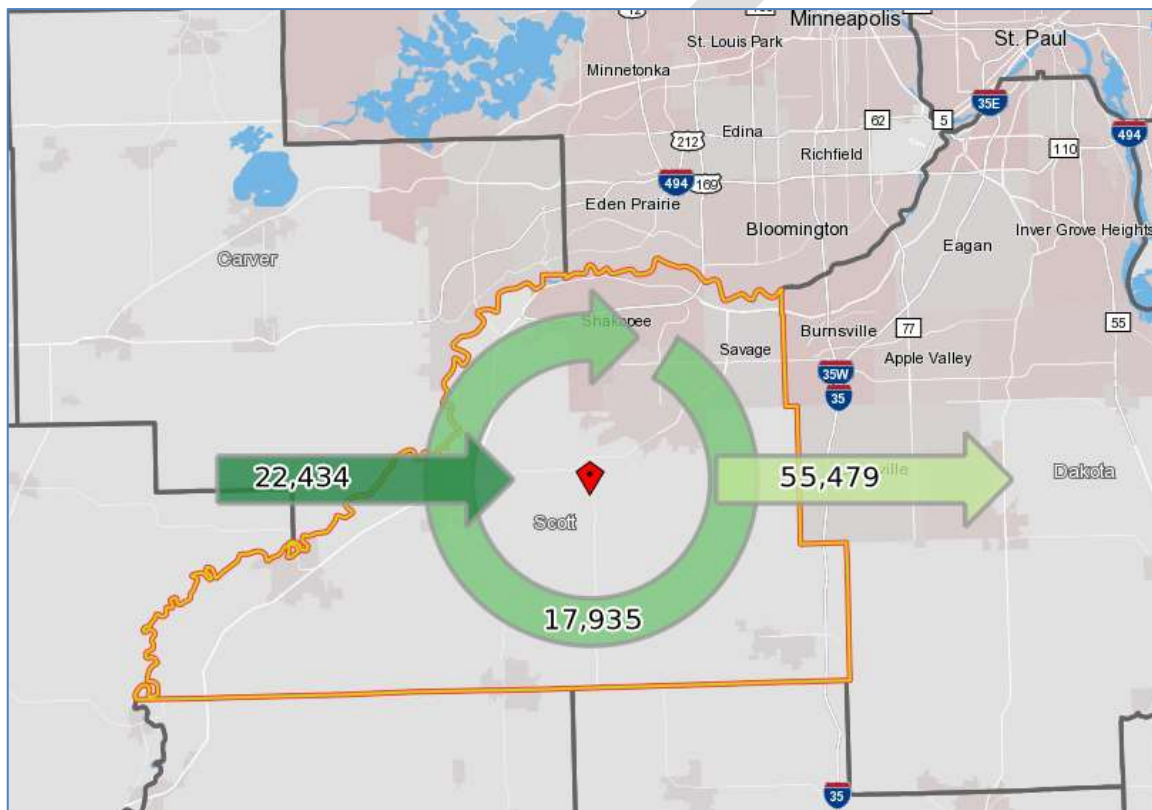 Minneapolis
St. Louis Park
St. Paul
Minnetonka
35E
62
5
494
Edina
212
110
Richfield
494
169
Eden Prairie
Bloomington
Inver Grove Heights
Eagan
Carver
Shakopee
Burnsville
77
55
Savage
Apple Valley
35W
35
22,434
55,479
ville
Dakota
Scott
17,935
35